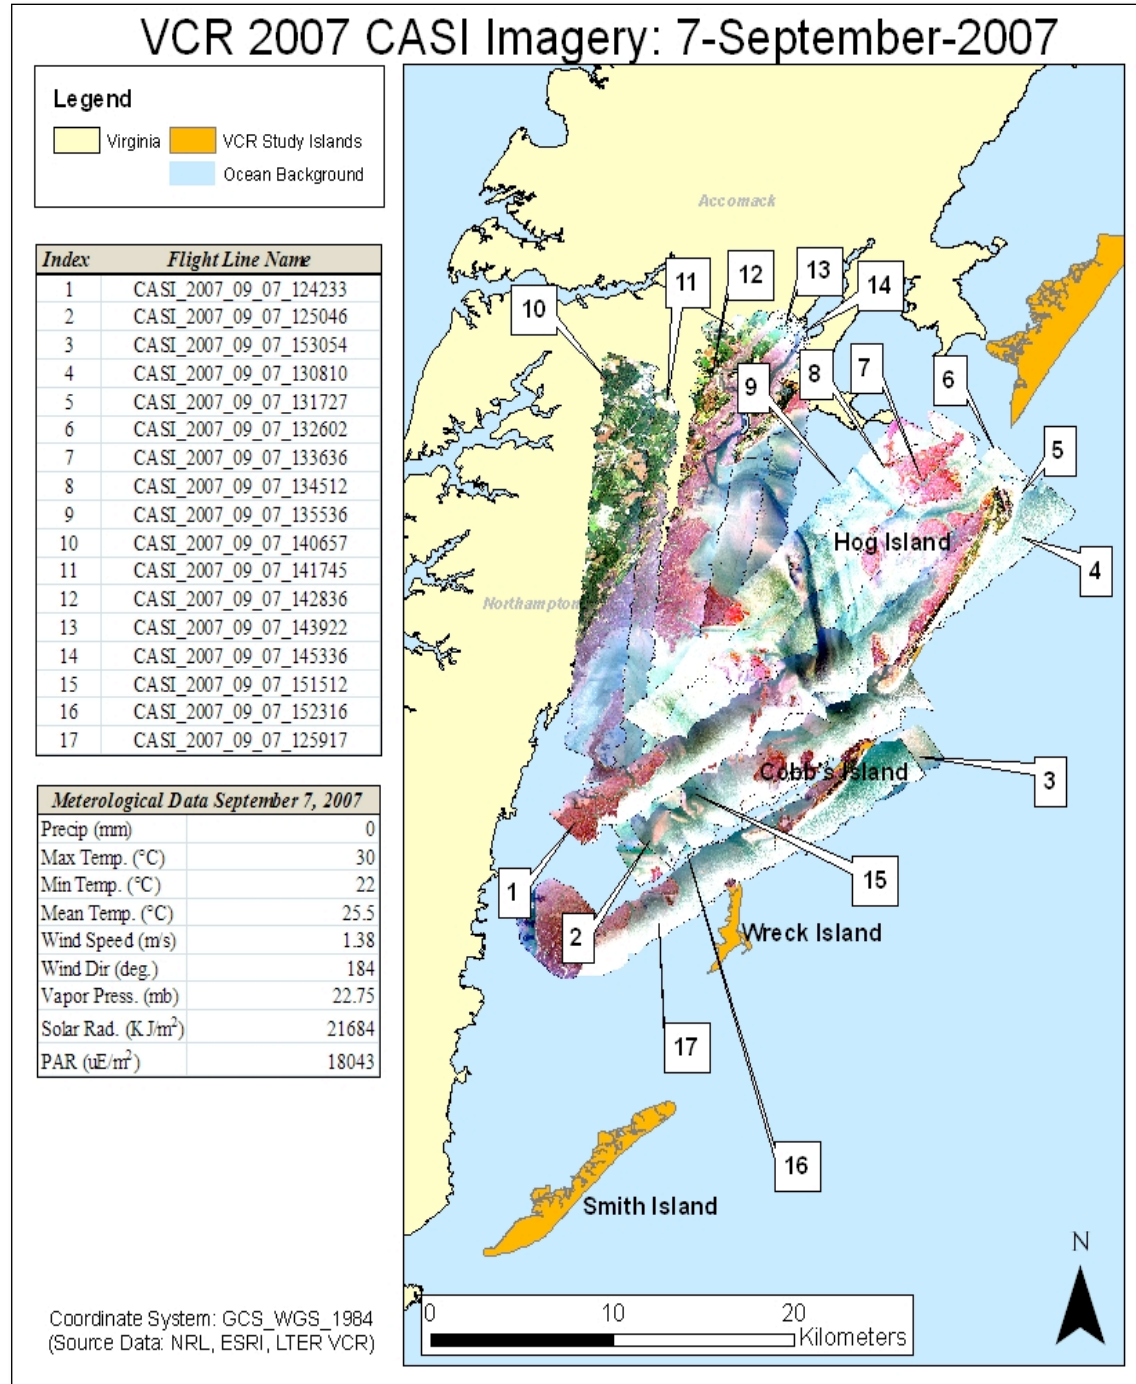 VCR 2007 CASI Imagery: 7-September-2007
Legend
Virginia
VCR Study Islands
Ocean Background
Index Flight Line Name
1 CASI_2007_09_07_124233
2 CASI_2007_09_07_125046
3 CASI_2007_09_07_153054
4 CASI_2007_09_07_130810
5 CASI_2007_09_07_131727
6 CASI_2007_09_07_132602
7 CASI_2007_09_07_133636
8 CASI_2007_09_07_134512
9 CASI_2007_09_07_135536
10 CASI_2007_09_07_140657
11 CASI_2007_09_07_141745
12 CASI_2007_09_07_142836
13 CASI_2007_09_07_143922
14 CASI_2007_09_07_145336
15 CASI_2007_09_07_151512
16 CASI_2007_09_07_152316
17 CASI_2007_09_07_125917
Meterological Data September 7, 2007
Precip (mm) 0
Max Temp. (°C) 30
Min Temp. (°C) 22
Mean Temp. (°C) 25.5
Wind Speed (m/s) 1.38
Wind Dir (deg.) 184
Vapor Press. (mb) 22.75
Solar Rad. (KJ/m²) 21684
PAR (uE/m²) 18043
Coordinate System: GCS_WGS_1984
(Source Data: NRL, ESRI, LTER VCR)
Accomack
10
11
12
13
14
9
8
7
6
5
Hog Island
4
Northampton
Cobb's Island
3
1
2
15
Wreck Island
17
16
Smith Island
N
0 10 20
Kilometers